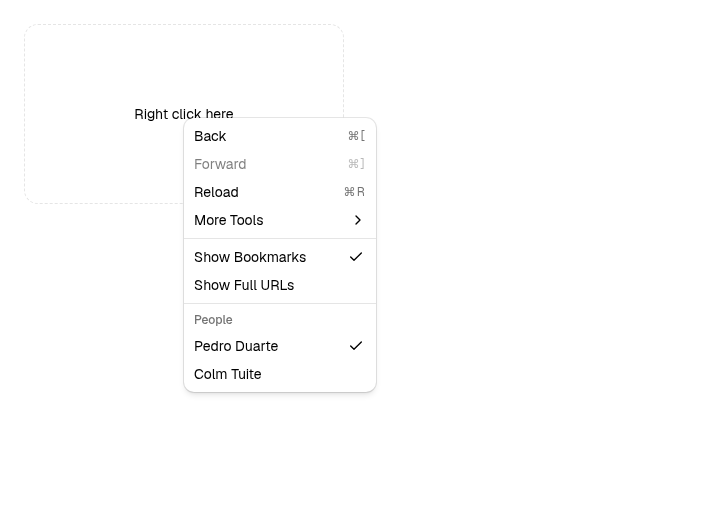 Right click here
Back ⌘[
Forward ⌘]
Reload ⌘R
More Tools
Show Bookmarks
Show Full URLs
People
Pedro Duarte
Colm Tuite